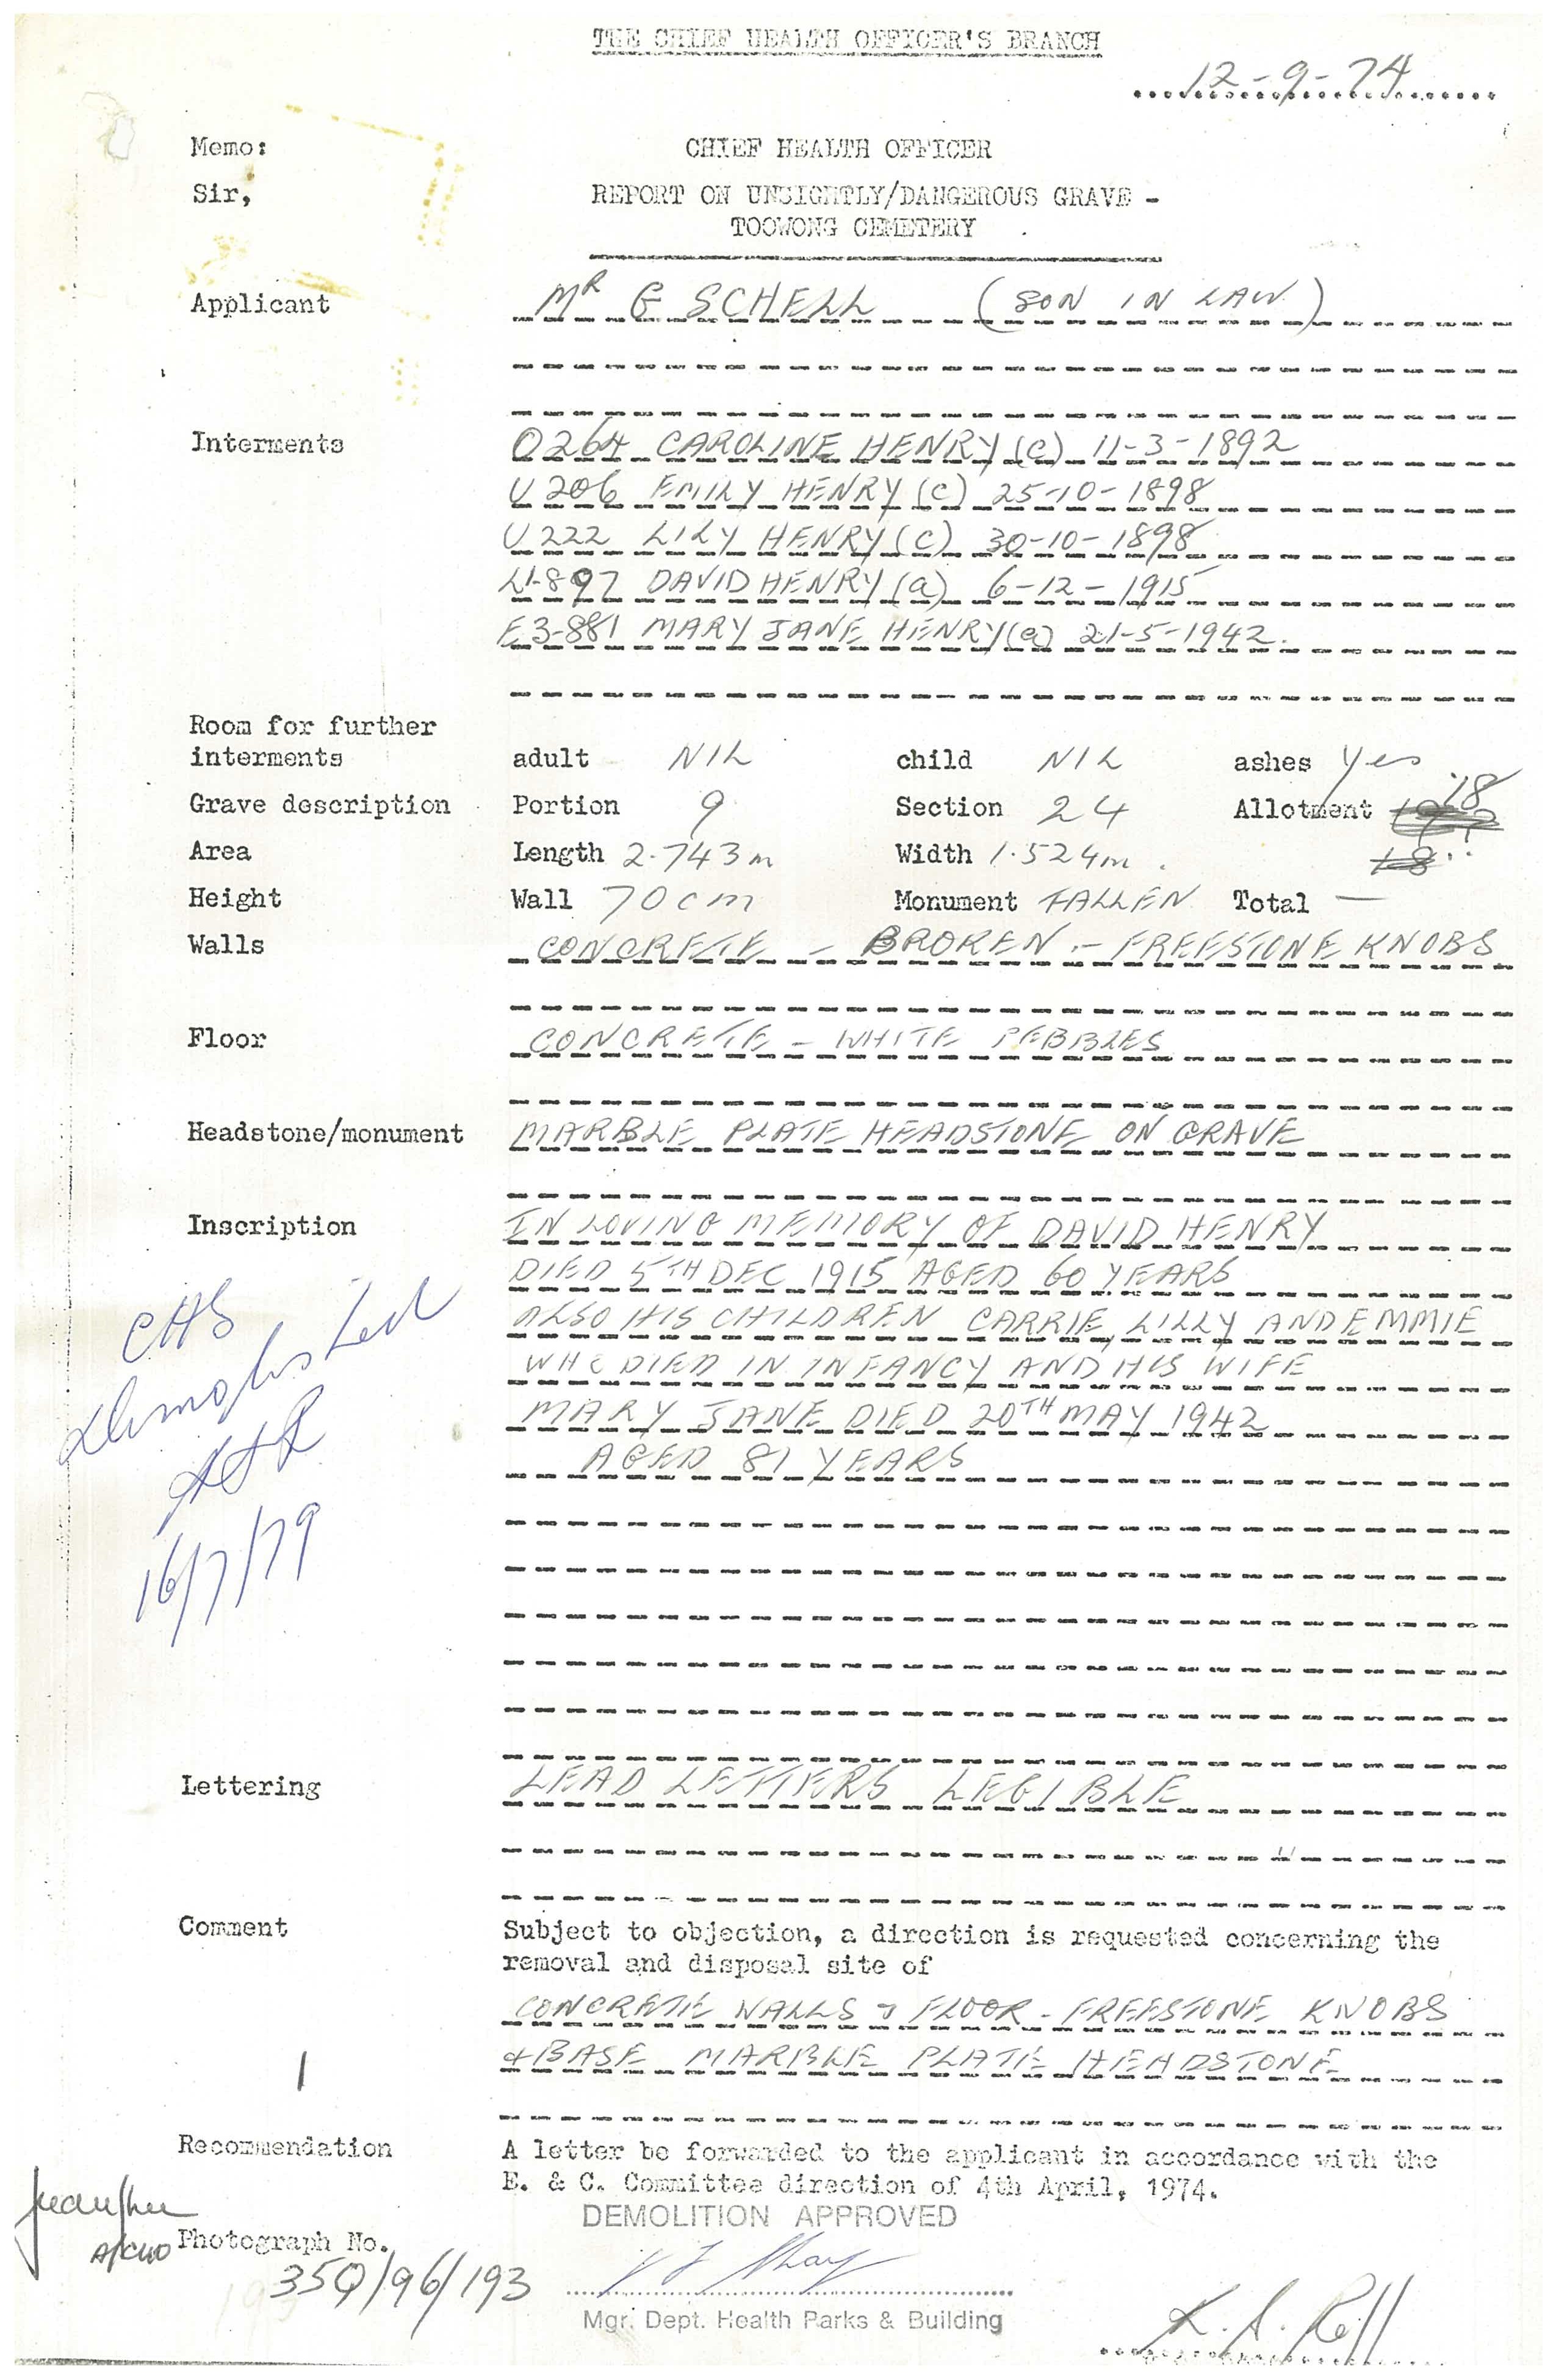 THE CHIEF HEALTH OFFICER'S BRANCH
12-9-74
Memo: CHIEF HEALTH OFFICER
Sir, REPORT ON UNSIGHTLY/DANGEROUS GRAVE -
TOOWONG CEMETERY
Applicant MR G SCHELL (SON IN LAW)
Interments O264 CAROLINE HENRY (C) 11-3-1892
U206 EMILY HENRY (C) 25-10-1898
U222 LILY HENRY (C) 30-10-1898
L1-897 DAVID HENRY (a) 6-12-1915
E3-881 MARY JANE HENRY (a) 21-5-1942.
Room for further
interments adult NIL child NIL ashes Yes
Grave description Portion 9 Section 24 Allotment 18
18
Area Length 2.743m Width 1.524m.
Height Wall 70cm Monument FALLEN Total —
Walls CONCRETE - BROKEN - FREESTONE KNOBS
Floor CONCRETE - WHITE PEBBLES
Headstone/monument MARBLE PLATE HEADSTONE ON GRAVE
Inscription IN LOVING MEMORY OF DAVID HENRY
DIED 5TH DEC 1915 AGED 60 YEARS
ALSO HIS CHILDREN CARRIE, LILLY AND EMMIE
WHO DIED IN INFANCY AND HIS WIFE
MARY JANE DIED 20TH MAY 1942
AGED 81 YEARS
CHS
16/7/79
Lettering LEAD LETTERS LEGIBLE
Comment Subject to objection, a direction is requested concerning the
removal and disposal site of
CONCRETE WALLS & FLOOR - FREESTONE KNOBS
& BASE MARBLE PLATE HEADSTONE
Recommendation A letter be forwarded to the applicant in accordance with the
E. & C. Committee direction of 4th April, 1974.
DEMOLITION APPROVED
A/CHO
Photograph No.
35Q/96/193
Mgr. Dept. Health Parks & Building